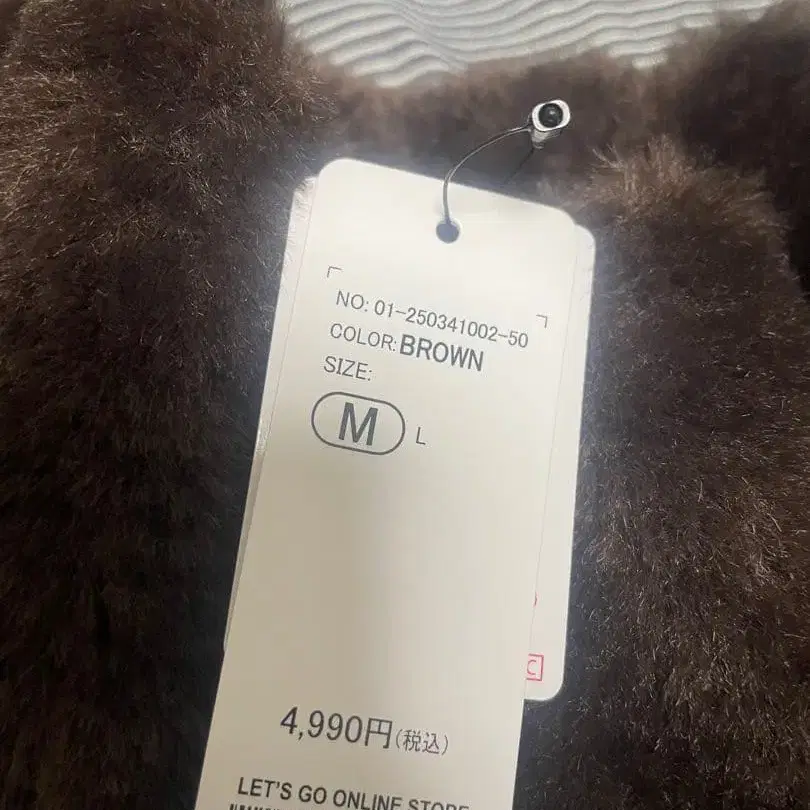 NO: 01-250341002-50
COLOR: BROWN
SIZE:
M L
4,990円(税込)
LET'S GO ONLINE STORE